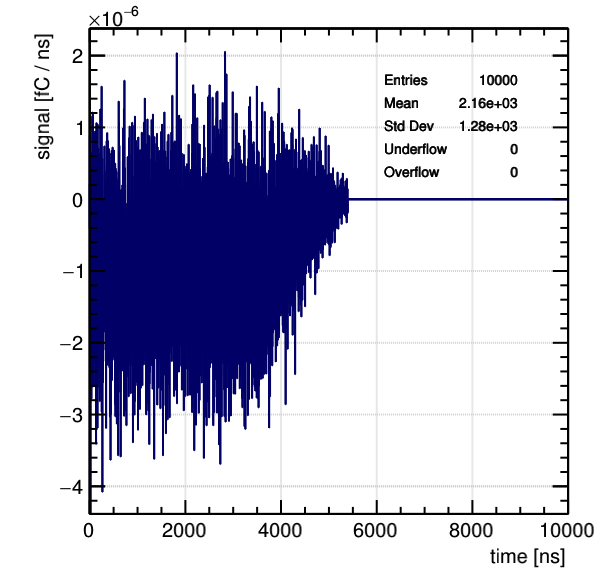 ×10⁻⁶
signal [fC / ns]
2
1
0
−1
−2
−3
−4
Entries 10000
Mean 2.16e+03
Std Dev 1.28e+03
Underflow 0
Overflow 0
0 2000 4000 6000 8000 10000
time [ns]